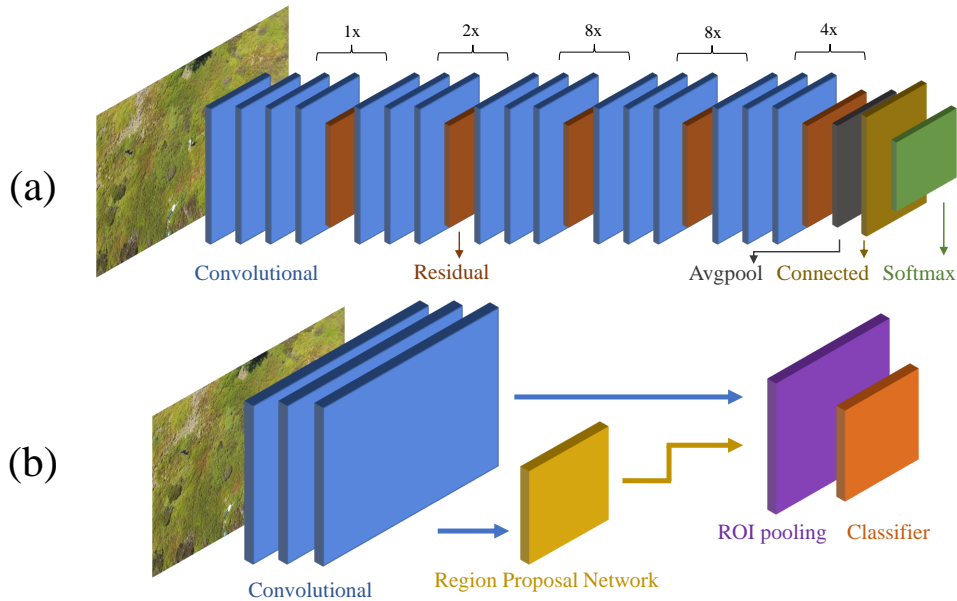 1x 2x 8x 8x 4x
(a)
Convolutional Residual Avgpool Connected Softmax
(b)
ROI pooling Classifier
Region Proposal Network
Convolutional